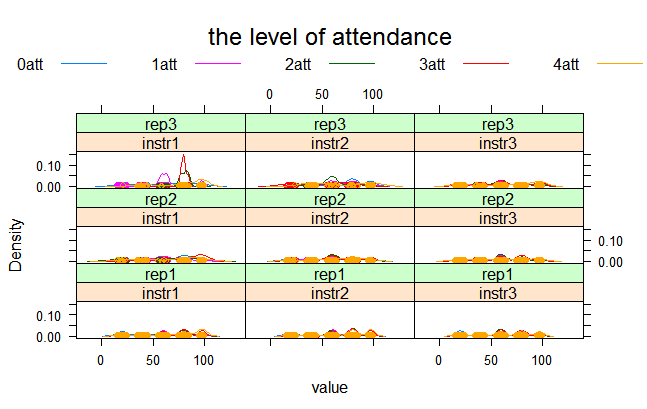 the level of attendance
0att 1att 2att 3att 4att
0 50 100
rep3 rep3 rep3
instr1 instr2 instr3
0.10
0.00
rep2 rep2 rep2
instr1 instr2 instr3
0.10
0.00
rep1 rep1 rep1
instr1 instr2 instr3
0.10
0.00
0 50 100 0 50 100
Density
value